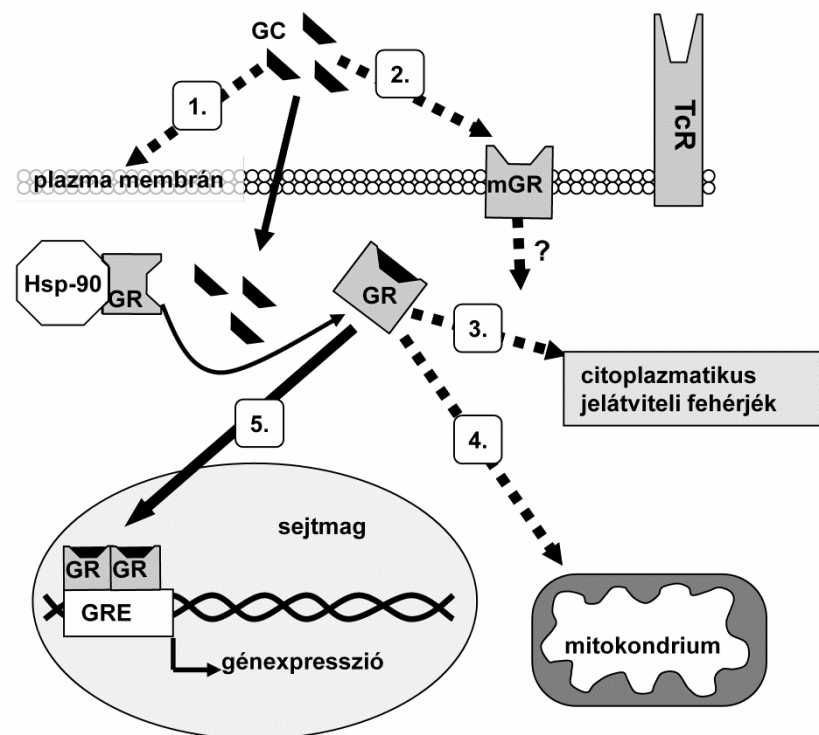 GC
1.
2.
TcR
plazma membrán
mGR
?
Hsp-90
GR
GR
3.
citoplazmatikus
jelátviteli fehérjék
5.
4.
sejtmag
GR GR
GRE
génexpresszió
mitokondrium